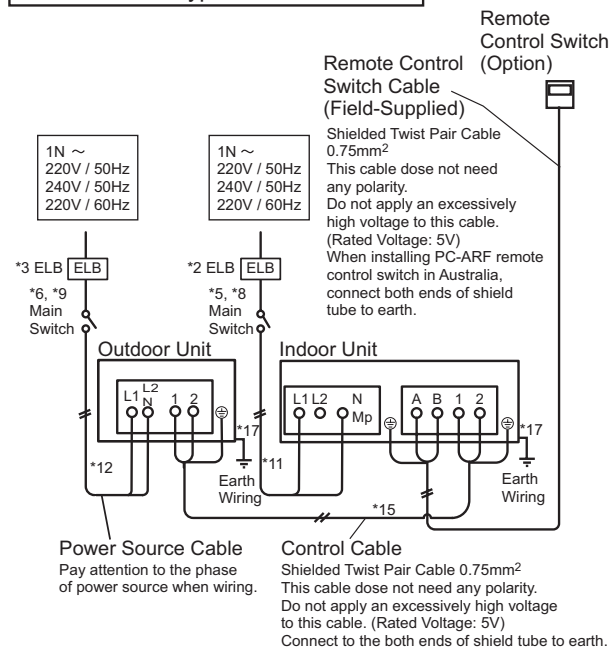 Remote
Control Switch
(Option)
Remote Control
Switch Cable
(Field-Supplied)
Shielded Twist Pair Cable
0.75mm2
This cable dose not need
any polarity.
Do not apply an excessively
high voltage to this cable.
(Rated Voltage: 5V)
When installing PC-ARF remote
control switch in Australia,
connect both ends of shield
tube to earth.
1N ～
220V / 50Hz
240V / 50Hz
220V / 60Hz
1N ～
220V / 50Hz
240V / 50Hz
220V / 60Hz
*3 ELB ELB
*2 ELB ELB
*6, *9
Main
Switch
*5, *8
Main
Switch
Outdoor Unit
Indoor Unit
L1 L2 N 1 2
L1 L2 N Mp
A B 1 2
*17
*17
*12
*11
Earth
Wiring
Earth
Wiring
*15
Power Source Cable
Pay attention to the phase
of power source when wiring.
Control Cable
Shielded Twist Pair Cable 0.75mm2
This cable dose not need any polarity.
Do not apply an excessively high voltage
to this cable. (Rated Voltage: 5V)
Connect to the both ends of shield tube to earth.